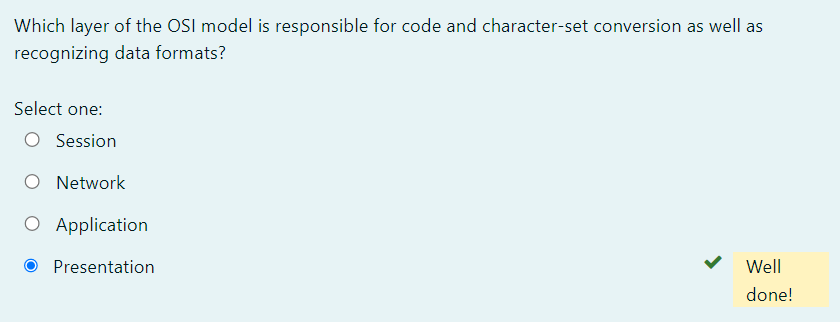 Which layer of the OSI model is responsible for code and character-set conversion as well as
recognizing data formats?
Select one:
Session
Network
Application
Presentation
Well
done!